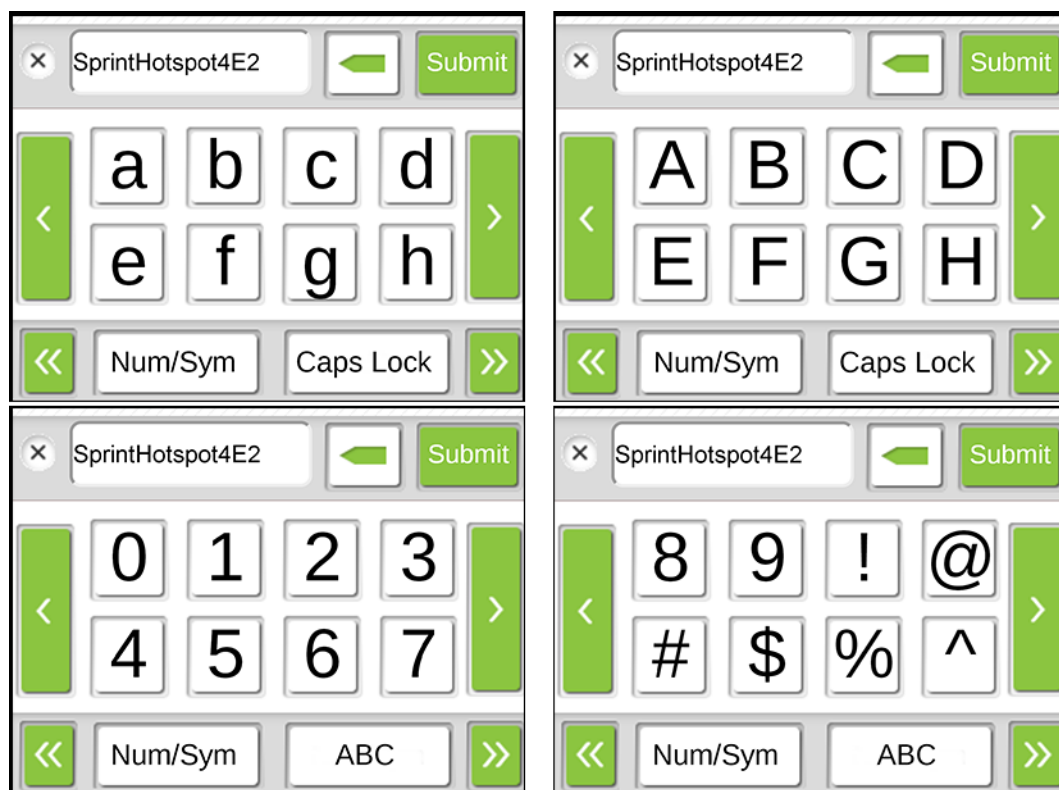 SprintHotspot4E2 Submit
a b c d
e f g h
Num/Sym Caps Lock
SprintHotspot4E2 Submit
A B C D
E F G H
Num/Sym Caps Lock
SprintHotspot4E2 Submit
0 1 2 3
4 5 6 7
Num/Sym ABC
SprintHotspot4E2 Submit
8 9 ! @
# $ % ^
Num/Sym ABC